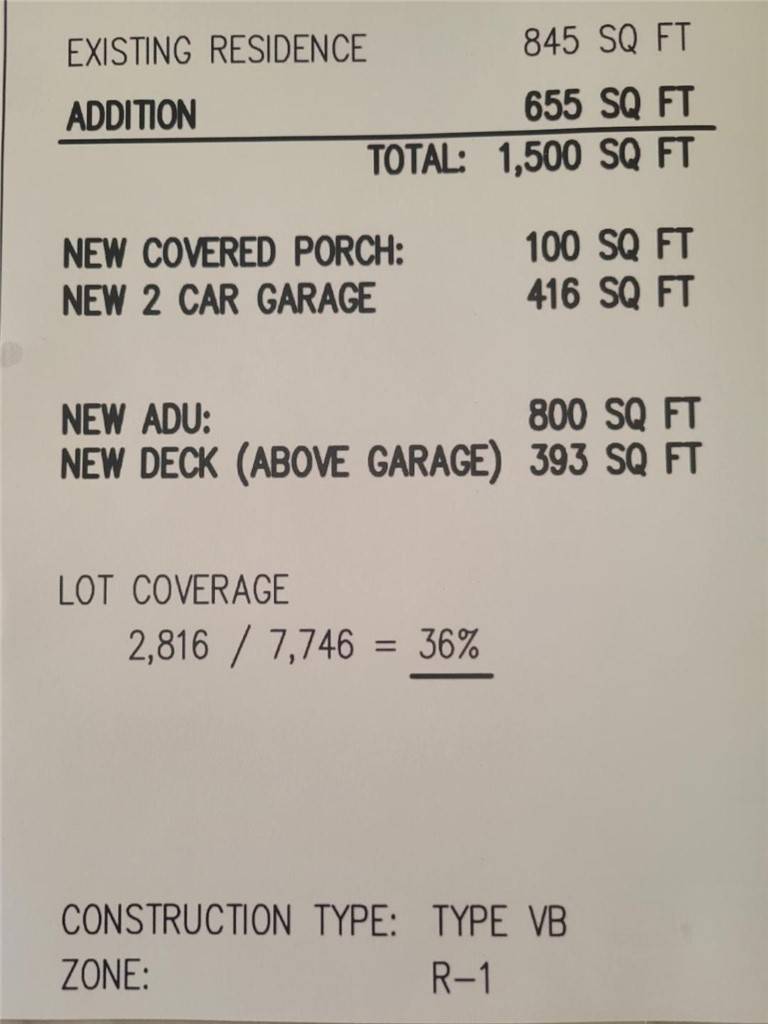 EXISTING RESIDENCE 845 SQ FT
ADDITION 655 SQ FT
TOTAL: 1,500 SQ FT
NEW COVERED PORCH: 100 SQ FT
NEW 2 CAR GARAGE 416 SQ FT
NEW ADU: 800 SQ FT
NEW DECK (ABOVE GARAGE) 393 SQ FT
LOT COVERAGE
2,816 / 7,746 = 36%
CONSTRUCTION TYPE: TYPE VB
ZONE: R-1